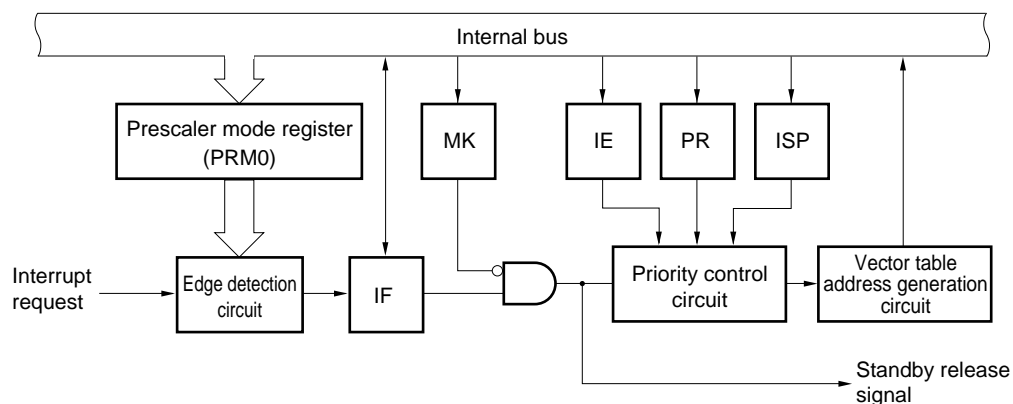 Internal bus
Prescaler mode register
(PRM0)
MK
IE
PR
ISP
Interrupt
request
Edge detection
circuit
IF
Priority control
circuit
Vector table
address generation
circuit
Standby release
signal